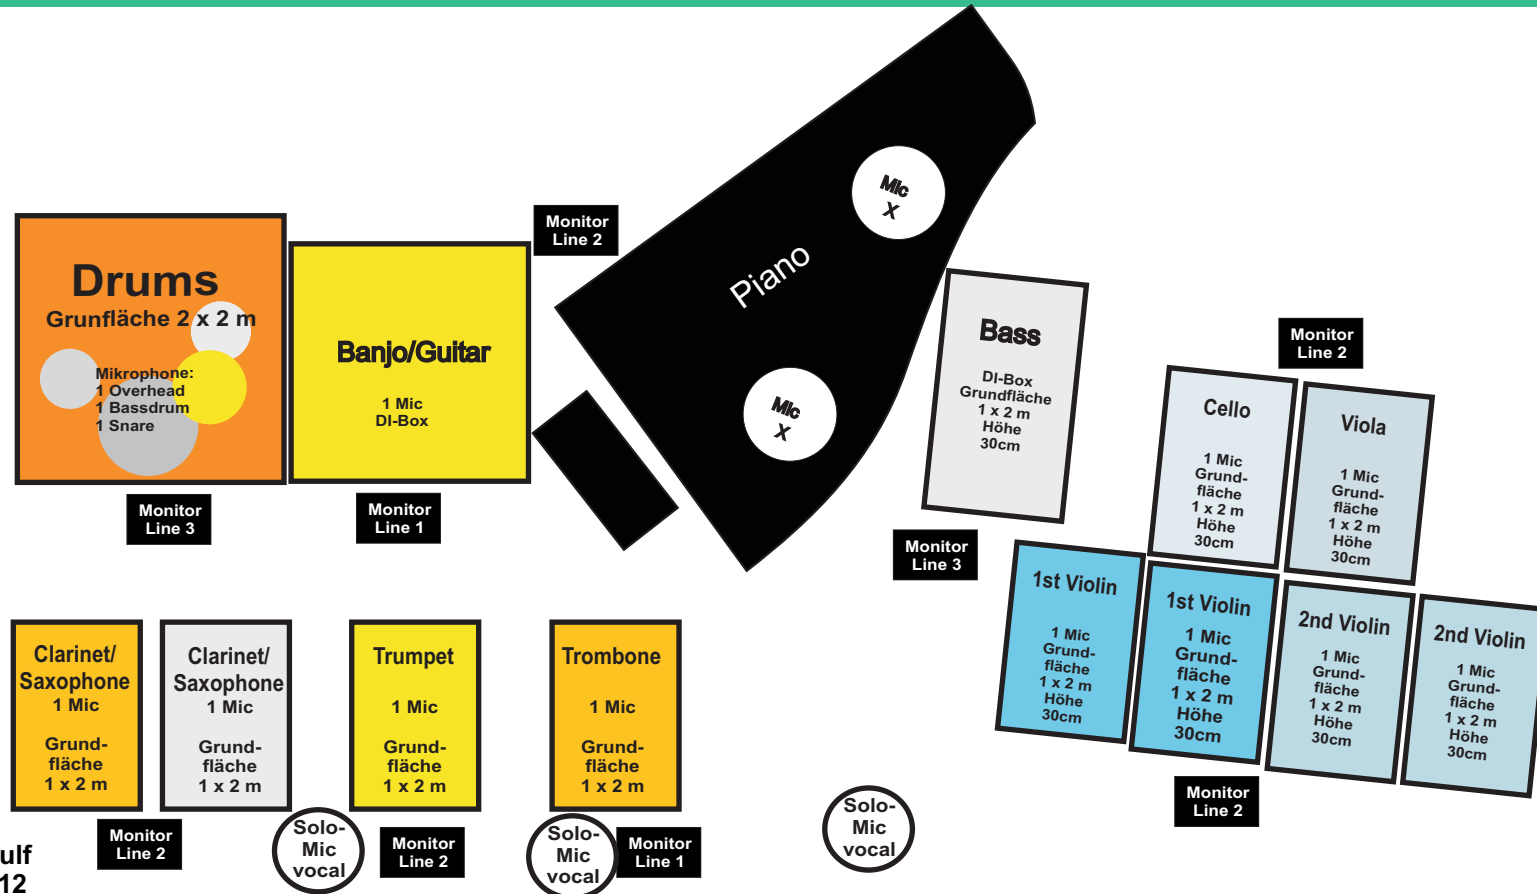 Drums
Grunfläche 2 x 2 m
Mikrophone:
1 Overhead
1 Bassdrum
1 Snare
Monitor
Line 3
Banjo/Guitar
1 Mic
DI-Box
Monitor
Line 1
Monitor
Line 2
Piano
Mic
X
Mic
X
Bass
DI-Box
Grundfläche
1 x 2 m
Höhe
30cm
Monitor
Line 3
Monitor
Line 2
Cello
1 Mic
Grund-
fläche
1 x 2 m
Höhe
30cm
Viola
1 Mic
Grund-
fläche
1 x 2 m
Höhe
30cm
1st Violin
1 Mic
Grund-
fläche
1 x 2 m
Höhe
30cm
1st Violin
1 Mic
Grund-
fläche
1 x 2 m
Höhe
30cm
2nd Violin
1 Mic
Grund-
fläche
1 x 2 m
Höhe
30cm
2nd Violin
1 Mic
Grund-
fläche
1 x 2 m
Höhe
30cm
Monitor
Line 2
Clarinet/
Saxophone
1 Mic
Grund-
fläche
1 x 2 m
Clarinet/
Saxophone
1 Mic
Grund-
fläche
1 x 2 m
Trumpet
1 Mic
Grund-
fläche
1 x 2 m
Trombone
1 Mic
Grund-
fläche
1 x 2 m
Monitor
Line 2
Solo-
Mic
vocal
Monitor
Line 2
Solo-
Mic
vocal
Monitor
Line 1
Solo-
Mic
vocal
ulf
12